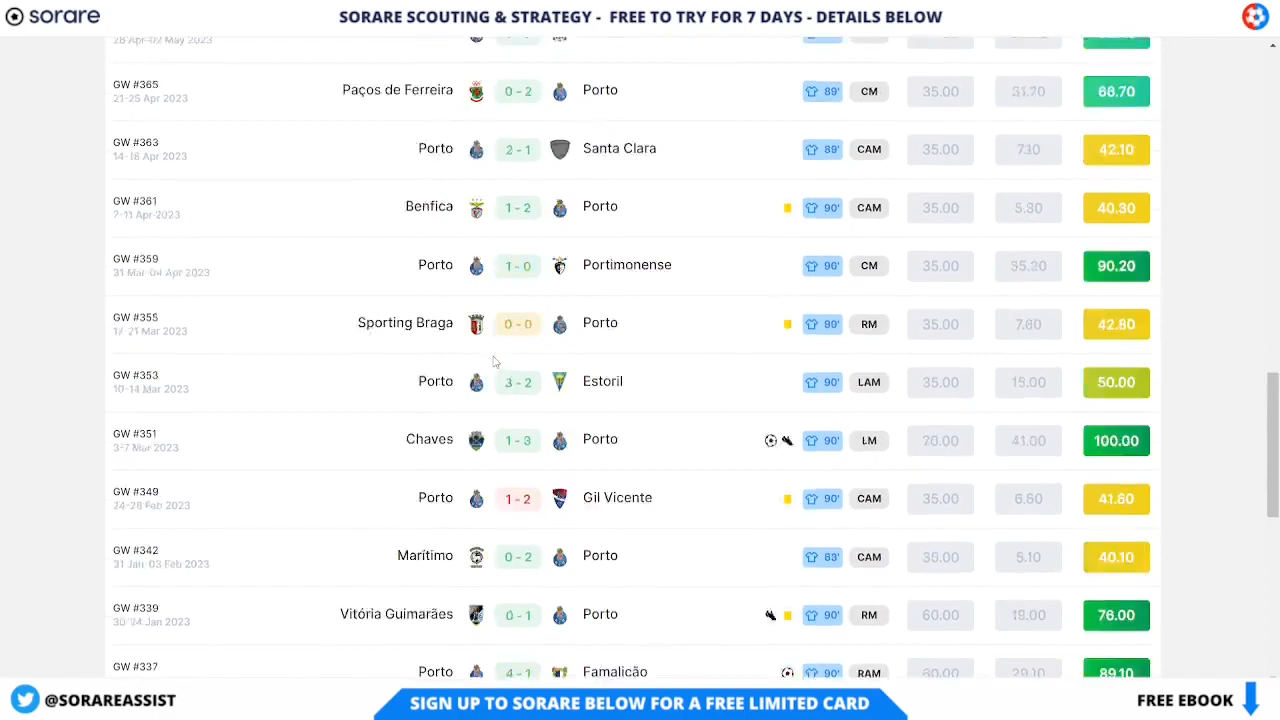 sorare SORARE SCOUTING & STRATEGY - FREE TO TRY FOR 7 DAYS - DETAILS BELOW
28 Apr-02 May 2023
GW #365
21-25 Apr 2023
Paços de Ferreira 0 - 2 Porto 89' CM 35.00 31.70 66.70
GW #363
14-18 Apr 2023
Porto 2 - 1 Santa Clara 89' CAM 35.00 7.10 42.10
GW #361
7-11 Apr 2023
Benfica 1 - 2 Porto 90' CAM 35.00 5.30 40.30
GW #359
31 Mar-04 Apr 2023
Porto 1 - 0 Portimonense 90' CM 35.00 35.20 90.20
GW #355
17-21 Mar 2023
Sporting Braga 0 - 0 Porto 90' RM 35.00 7.80 42.80
GW #353
10-14 Mar 2023
Porto 3 - 2 Estoril 90' LAM 35.00 15.00 50.00
GW #351
3-7 Mar 2023
Chaves 1 - 3 Porto 90' LM 70.00 41.00 100.00
GW #349
24-28 Feb 2023
Porto 1 - 2 Gil Vicente 90' CAM 35.00 6.60 41.60
GW #342
31 Jan-03 Feb 2023
Marítimo 0 - 2 Porto 83' CAM 35.00 5.10 40.10
GW #339
Vitória Guimarães 0 - 1 Porto 90' RM 60.00 76.00
GW #337
Porto 4 - 1 Famalicão 90' RAM 60.00 29.10 89.10
@SORAREASSIST SIGN UP TO SORARE BELOW FOR A FREE LIMITED CARD FREE EBOOK